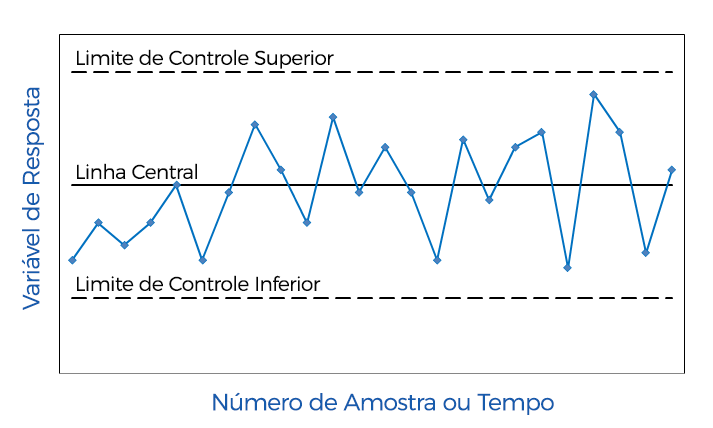 Limite de Controle Superior
Variável de Resposta
Linha Central
Limite de Controle Inferior
Número de Amostra ou Tempo